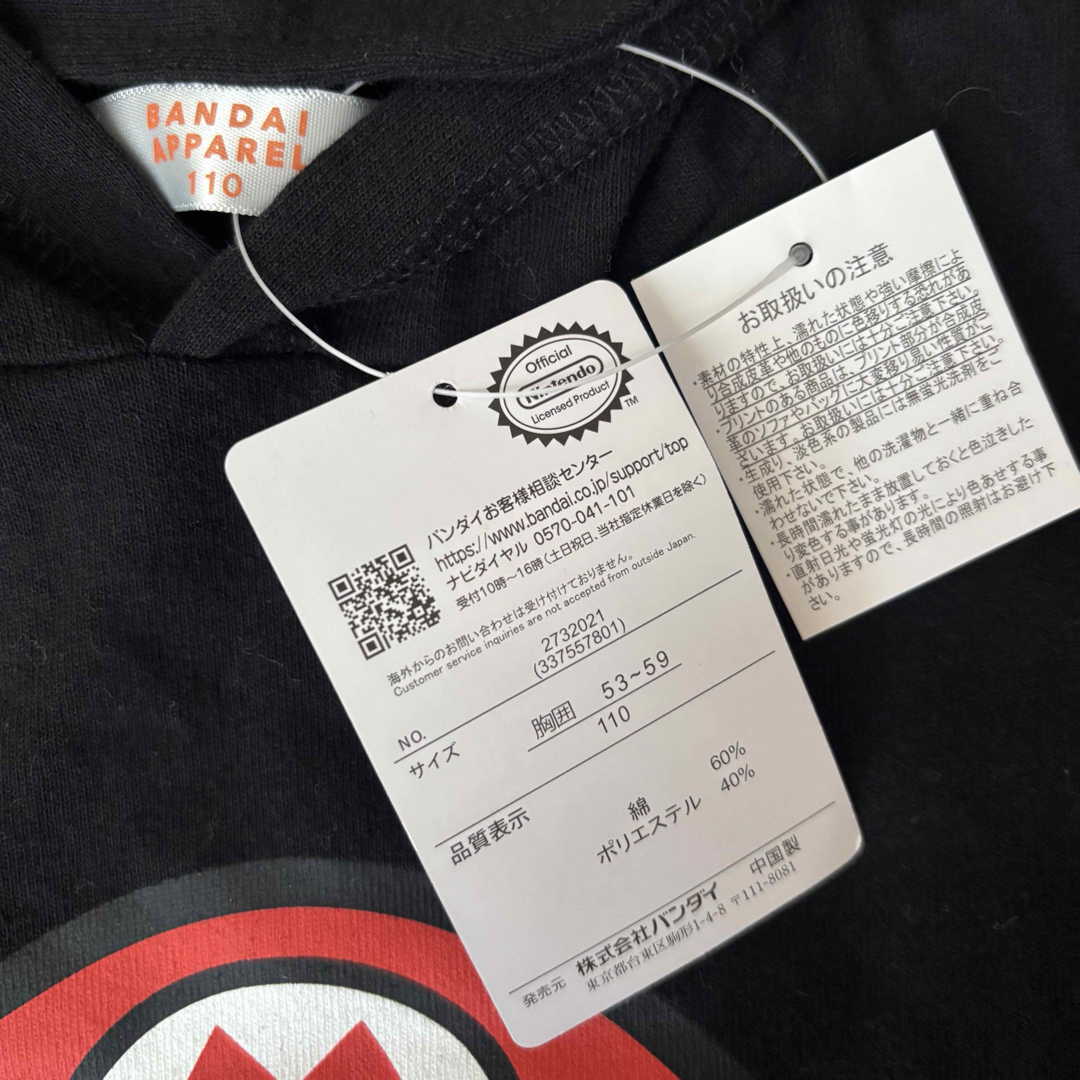 BANDAI
APPAREL
110
Official
Nintendo
Licensed Product
TM
バンダイお客様相談センター
https://www.bandai.co.jp/support/top
ナビダイヤル 0570-041-101
受付10時～16時(土日祝日、当社指定休業日を除く)
海外からのお問い合わせは受け付けておりません。
Customer service inquiries are not accepted from outside Japan.
NO. 2732021
(337557801)
サイズ 胸囲 53~59
110
品質表示 綿 60%
ポリエステル 40%
中国製
発売元 株式会社バンダイ
東京都台東区駒形1-4-8 〒111-8081
お取扱いの注意
・素材の特性上、濡れた状態や強い摩擦によ
り合成皮革や他のものに色移りする恐れがあ
りますので、お取扱いには十分ご注意下さい。
プリントのある商品は、プリント部分が合成皮
革のソファやバッグに大変移り易い性質がご
ざいます。お取扱いには十分ご注意下さい。
・生成り、淡色系の製品には無蛍光洗剤をご
使用下さい。
・濡れた状態で、他の洗濯物と一緒に重ね合
わせないで下さい。
・長時間濡れたまま放置しておくと色泣きした
り変色する事があります。
・直射日光や蛍光灯の光により色あせする事
がありますので、長時間の照射はお避け下
さい。